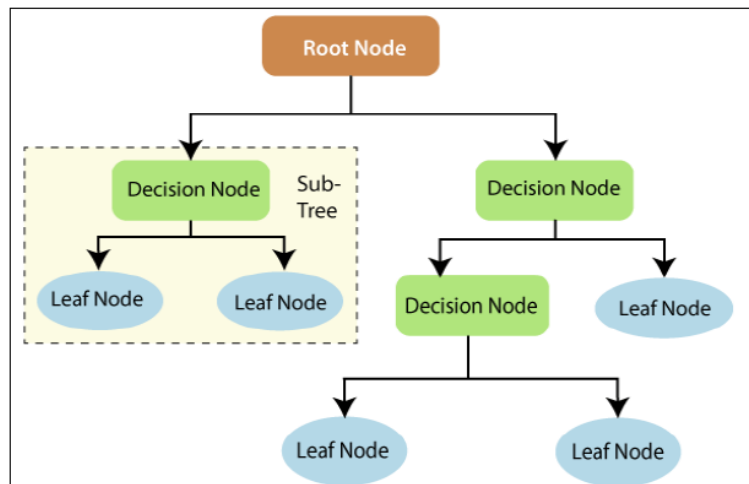 Root Node
Decision Node
Sub-
Tree
Decision Node
Leaf Node
Leaf Node
Decision Node
Leaf Node
Leaf Node
Leaf Node